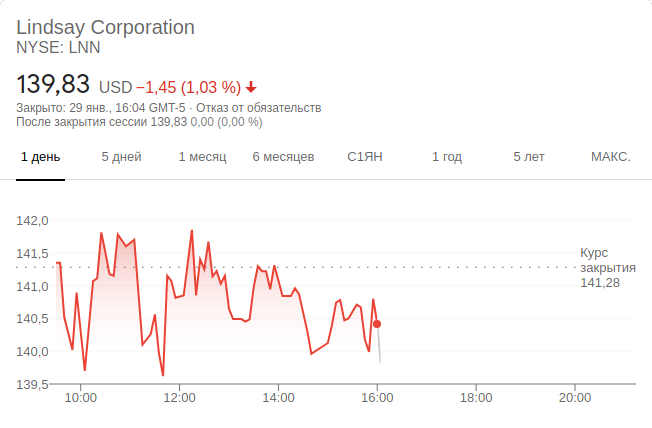 Lindsay Corporation
NYSE: LNN
139,83 USD −1,45 (1,03 %)
Закрыто: 29 янв., 16:04 GMT-5 · Отказ от обязательств
После закрытия сессии 139,83 0,00 (0,00 %)
1 день 5 дней 1 месяц 6 месяцев С1ЯН 1 год 5 лет МАКС.
142,0
141,5
Курс
закрытия
141,28
141,0
140,5
140,0
139,5
10:00 12:00 14:00 16:00 18:00 20:00